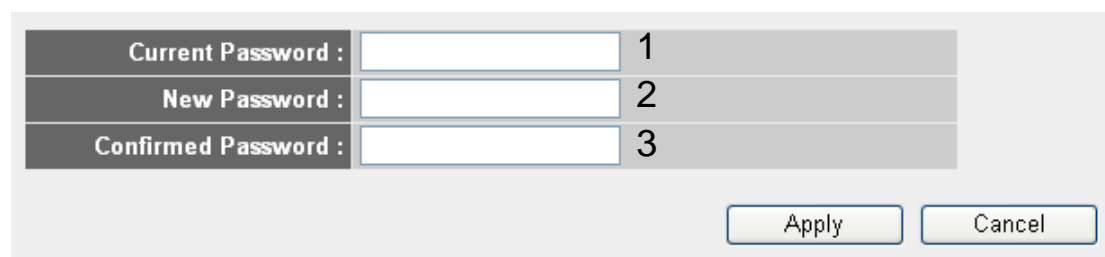 Current Password : 1
New Password : 2
Confirmed Password : 3
Apply Cancel